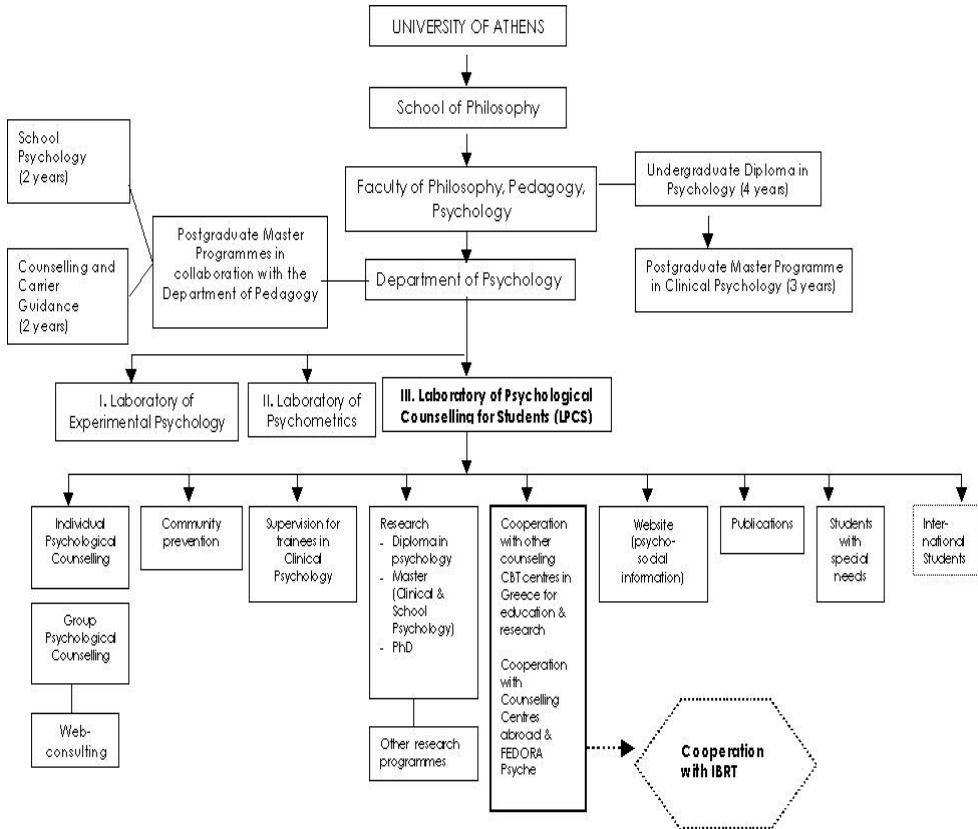 UNIVERSITY OF ATHENS
School of Philosophy
School
Psychology
(2 years)
Faculty of Philosophy, Pedagogy,
Psychology
Undergraduate Diploma in
Psychology (4 years)
Counselling and
Carrier
Guidance
(2 years)
Postgraduate Master
Programmes in
collaboration with the
Department of Pedagogy
Department of Psychology
Postgraduate Master Programme
in Clinical Psychology (3 years)
I. Laboratory of
Experimental Psychology
II. Laboratory of
Psychometrics
III. Laboratory of Psychological
Counselling for Students (LPCS)
Individual
Psychological
Counselling
Community
prevention
Supervision for
trainees in
Clinical
Psychology
Research
- Diploma in
psychology
- Master
(Clinical &
School
Psychology)
- PhD
Cooperation
with other
counseling
CBT centres in
Greece for
education &
research
Cooperation
with
Counselling
Centres
abroad &
FEDORA
Psyche
Website
(psycho-
social
information)
Publications
Students
with
special
needs
Inter-
national
Students
Group
Psychological
Counselling
Web-
consulting
Other research
programmes
Cooperation
with IBRT